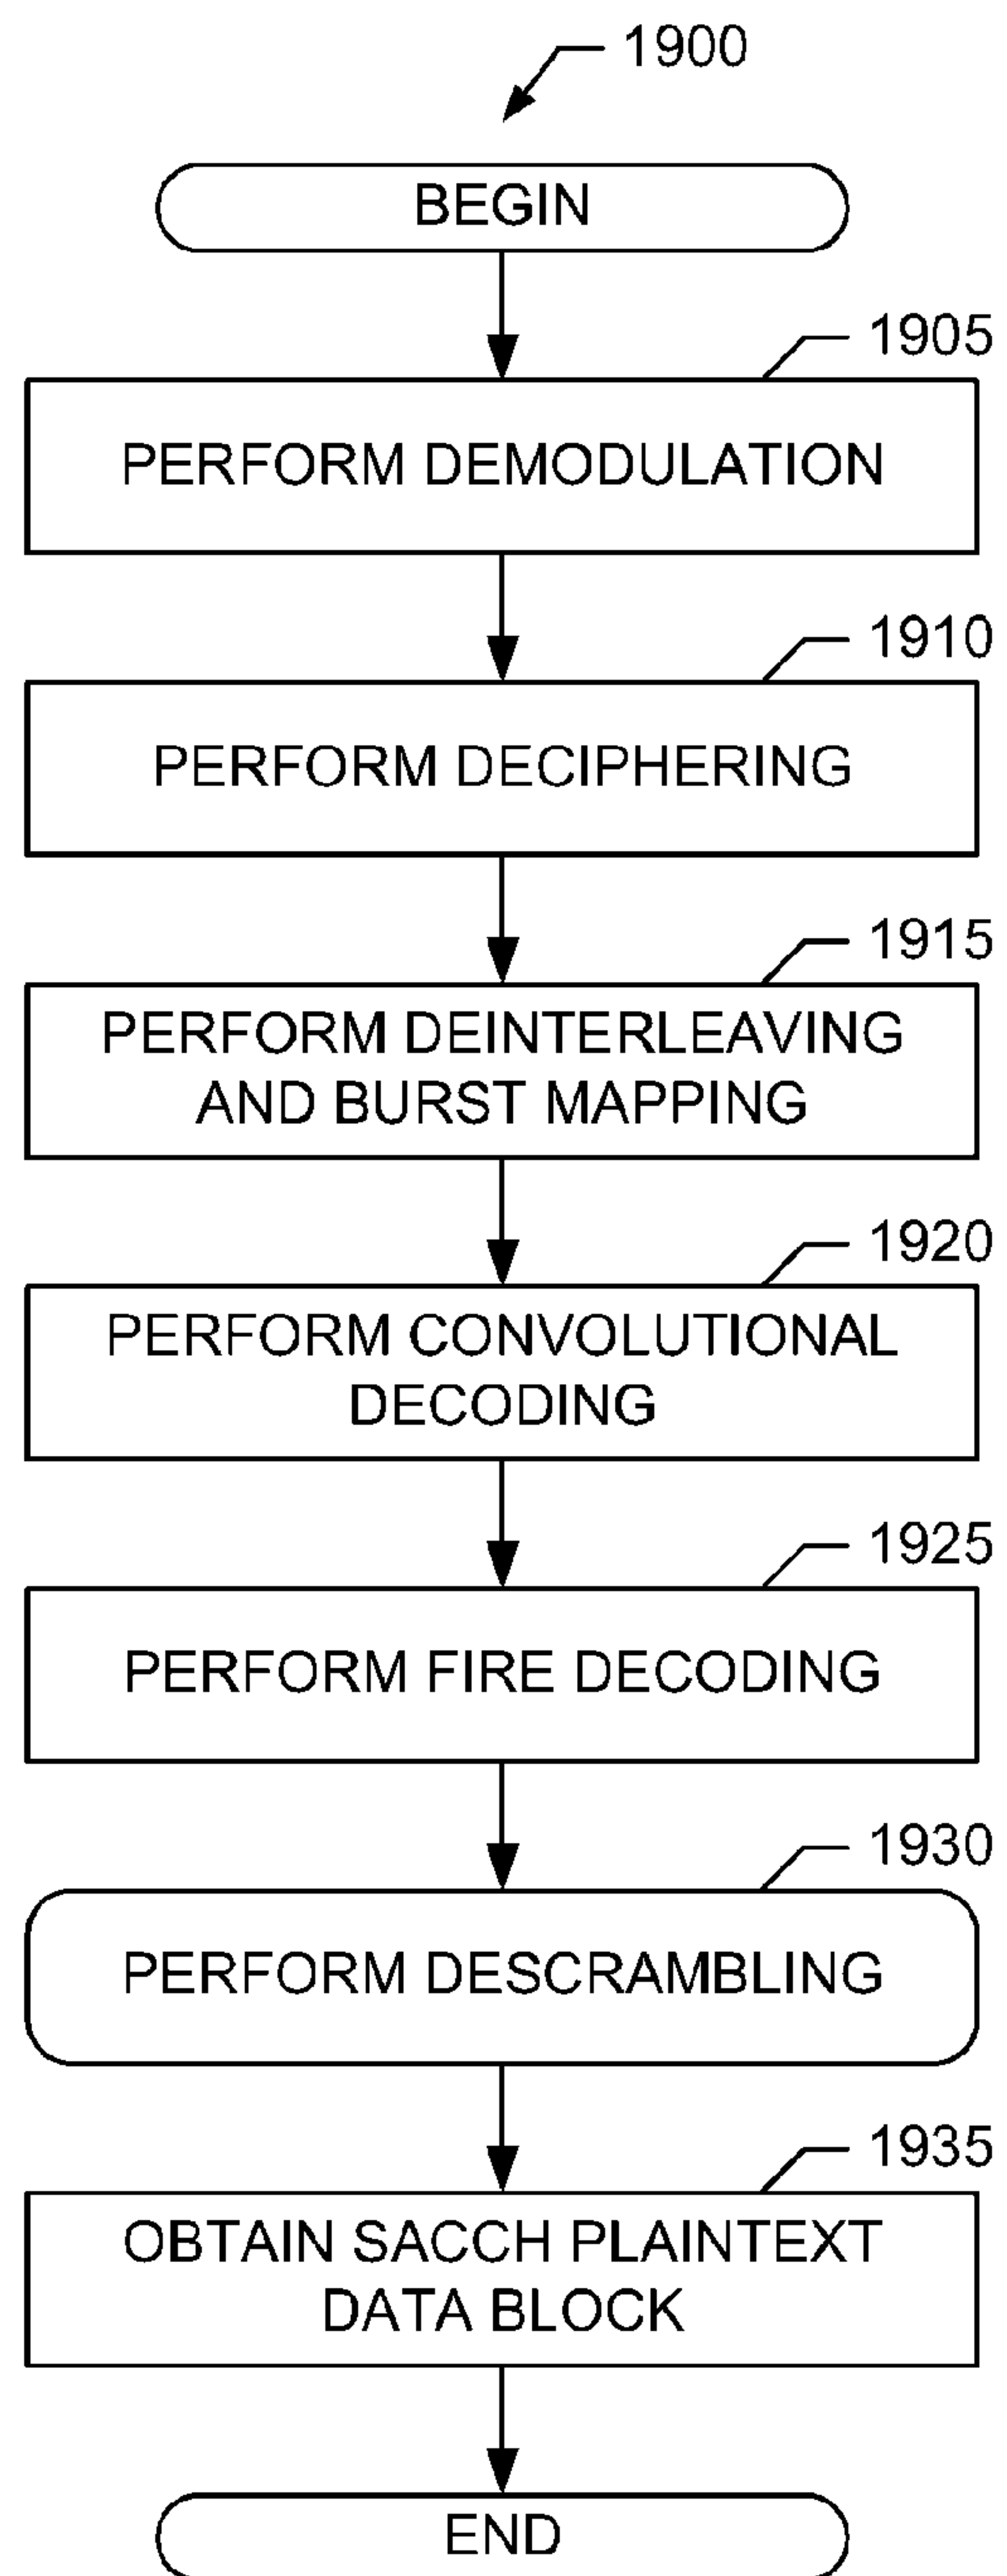 1900
BEGIN
1905
PERFORM DEMODULATION
1910
PERFORM DECIPHERING
1915
PERFORM DEINTERLEAVING
AND BURST MAPPING
1920
PERFORM CONVOLUTIONAL
DECODING
1925
PERFORM FIRE DECODING
1930
PERFORM DESCRAMBLING
1935
OBTAIN SACCH PLAINTEXT
DATA BLOCK
END